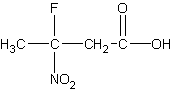 F O
H₃C C CH₂ C OH
NO₂